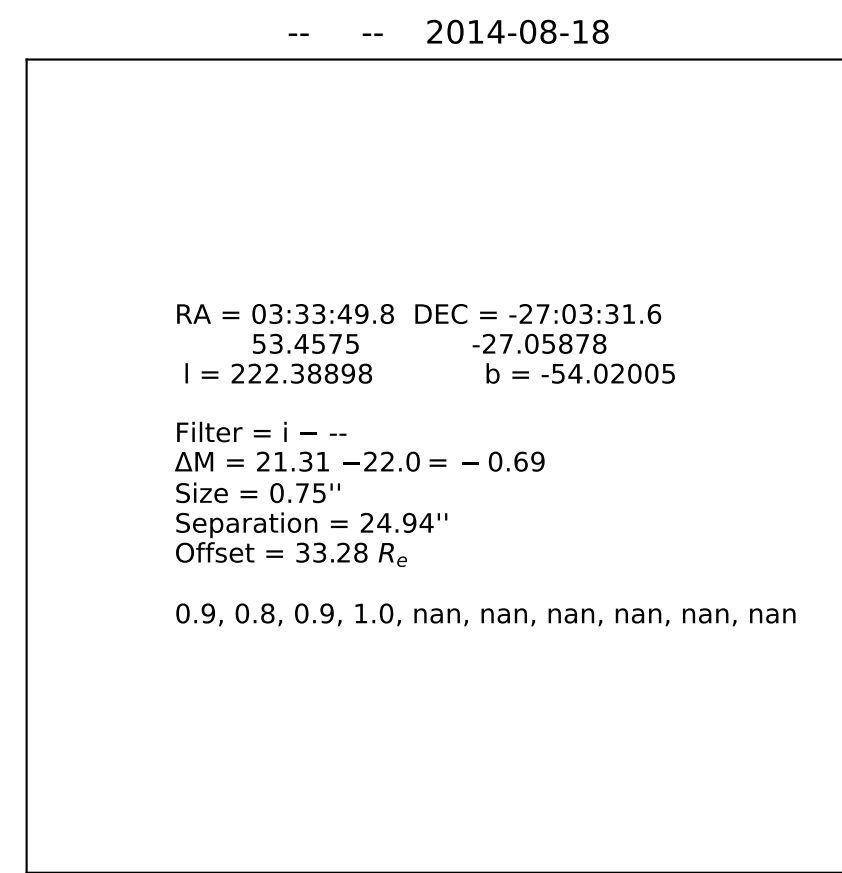 -- -- 2014-08-18
RA = 03:33:49.8 DEC = -27:03:31.6
53.4575 -27.05878
l = 222.38898 b = -54.02005
Filter = i − --
ΔM = 21.31 −22.0 = − 0.69
Size = 0.75''
Separation = 24.94''
Offset = 33.28 Rₑ
0.9, 0.8, 0.9, 1.0, nan, nan, nan, nan, nan, nan